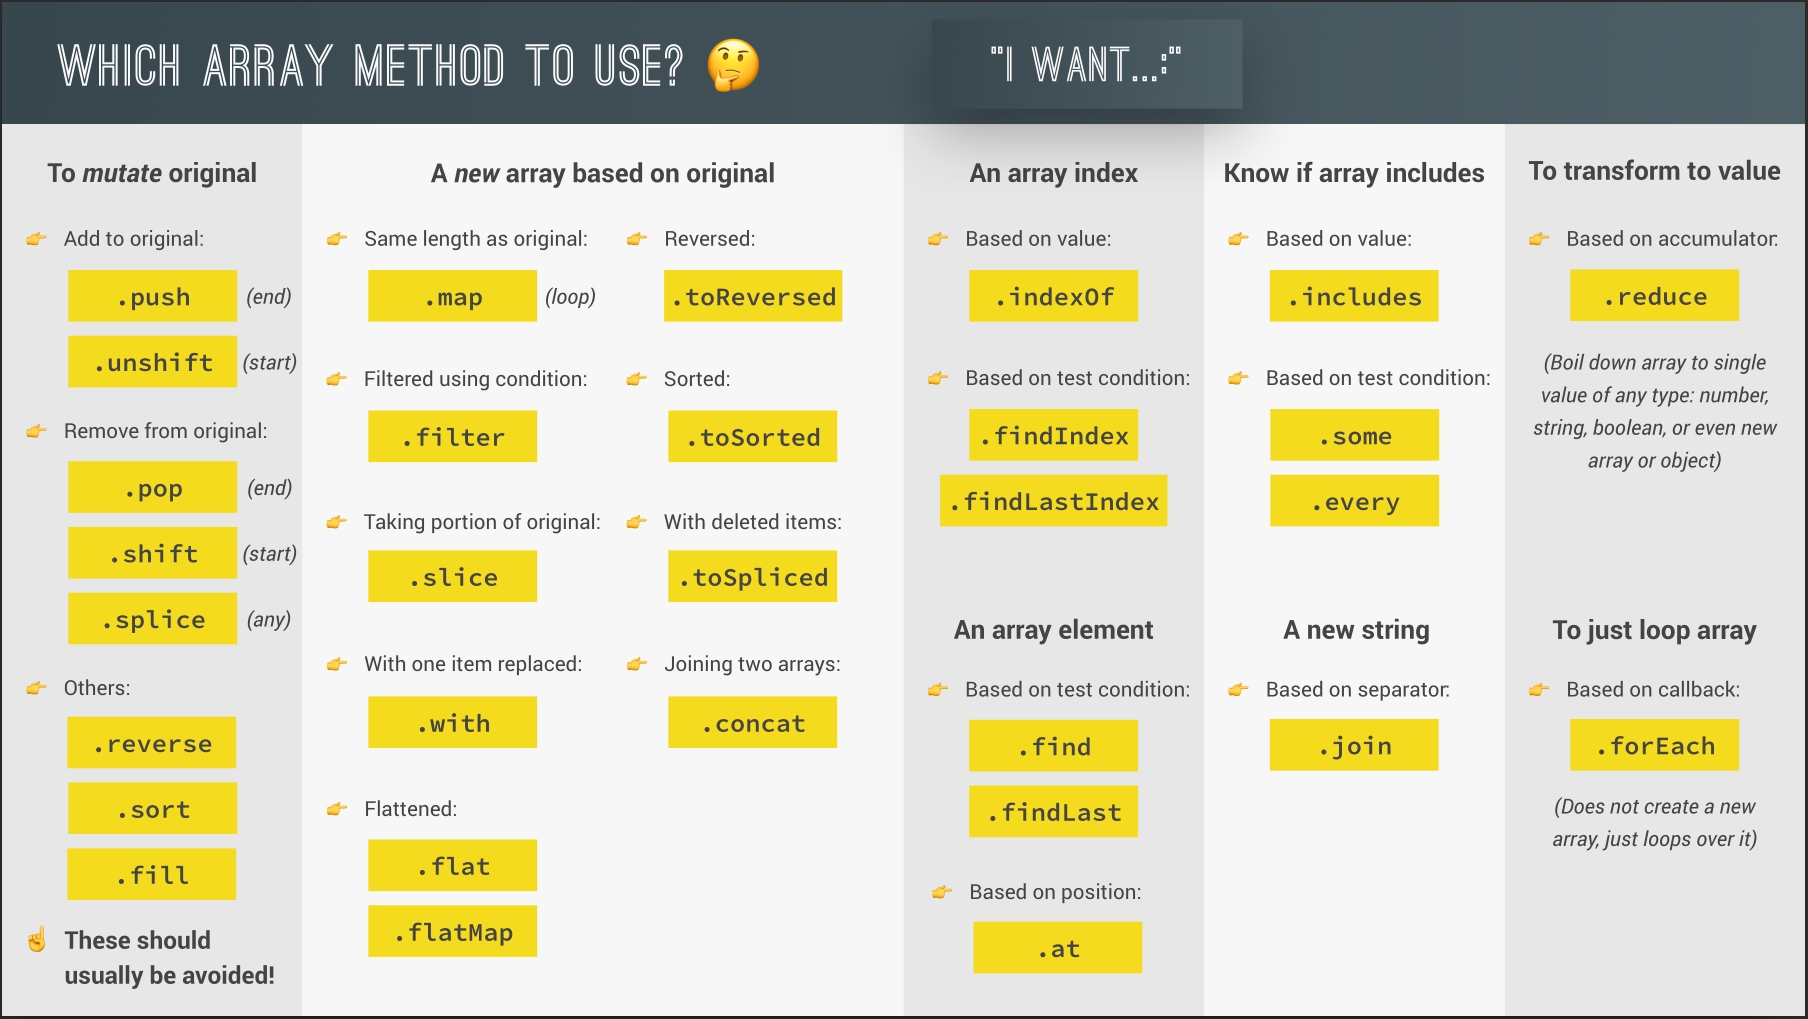 WHICH ARRAY METHOD TO USE?
"I WANT...:"
To mutate original
Add to original:
.push (end)
.unshift (start)
Remove from original:
.pop (end)
.shift (start)
.splice (any)
Others:
.reverse
.sort
.fill
These should
usually be avoided!
A new array based on original
Same length as original:
.map (loop)
Filtered using condition:
.filter
Taking portion of original:
.slice
With one item replaced:
.with
Flattened:
.flat
.flatMap
Reversed:
.toReversed
Sorted:
.toSorted
With deleted items:
.toSpliced
Joining two arrays:
.concat
An array index
Based on value:
.indexOf
Based on test condition:
.findIndex
.findLastIndex
An array element
Based on test condition:
.find
.findLast
Based on position:
.at
Know if array includes
Based on value:
.includes
Based on test condition:
.some
.every
A new string
Based on separator:
.join
To transform to value
Based on accumulator:
.reduce
(Boil down array to single
value of any type: number,
string, boolean, or even new
array or object)
To just loop array
Based on callback:
.forEach
(Does not create a new
array, just loops over it)